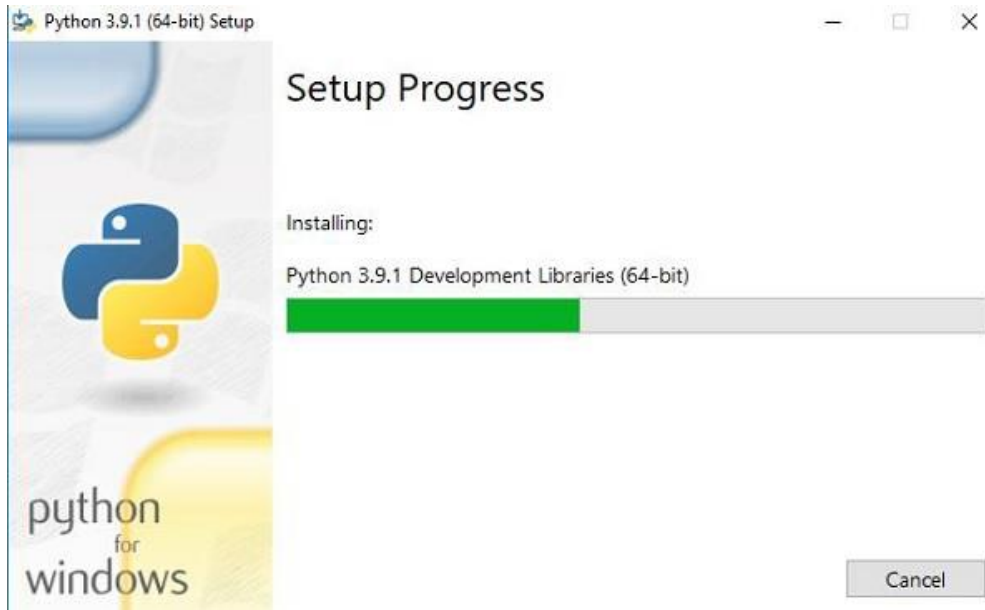 Python 3.9.1 (64-bit) Setup
Setup Progress
Installing:
Python 3.9.1 Development Libraries (64-bit)
python
for
windows
Cancel